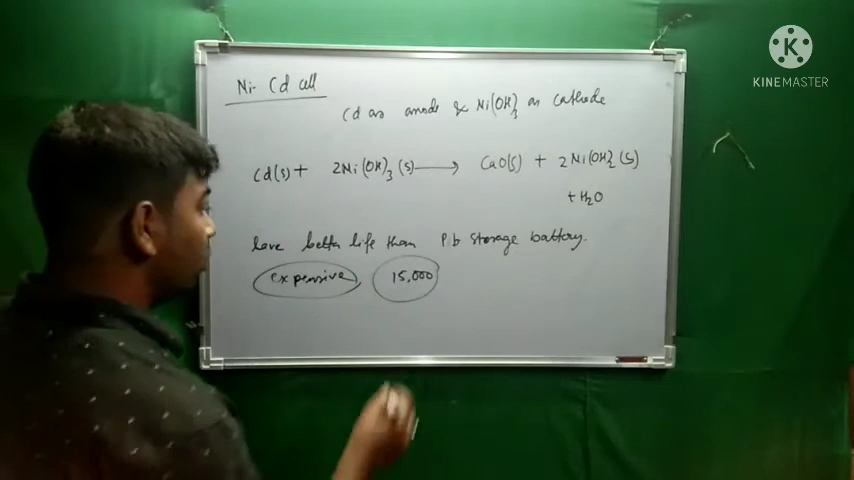 Ni- Cd cell
Cd as anode & Ni(OH)3 as cathode
Cd(s) + 2Ni(OH)3 (s) → CaO(s) + 2Ni(OH)2 (s)
+ H2O
have better life than Pb storage battery.
expensive 15,000
K
KINEMASTER